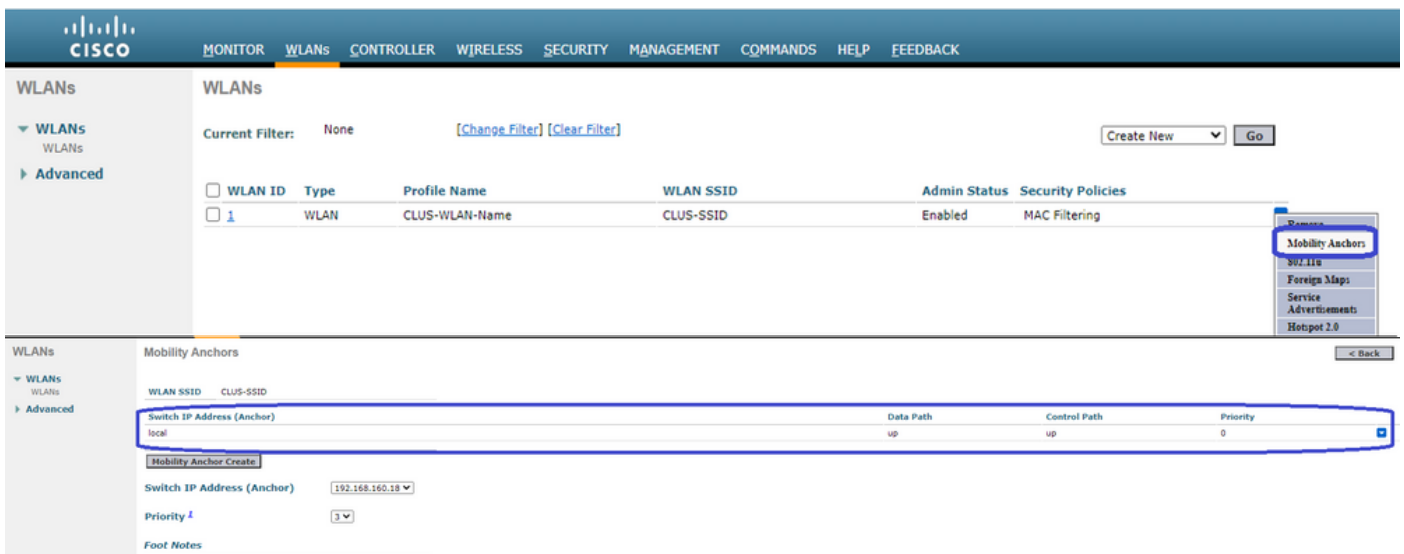 CISCO
MONITOR WLANs CONTROLLER WIRELESS SECURITY MANAGEMENT COMMANDS HELP FEEDBACK
WLANs
WLANs
WLANs
WLANs
Advanced
Current Filter: None [Change Filter] [Clear Filter]
Create New Go
WLAN ID Type Profile Name WLAN SSID Admin Status Security Policies
1 WLAN CLUS-WLAN-Name CLUS-SSID Enabled MAC Filtering
Remove
Mobility Anchors
802.11u
Foreign Maps
Service
Advertisements
Hotspot 2.0
WLANs
Mobility Anchors
< Back
WLANs
WLANs
Advanced
WLAN SSID CLUS-SSID
Switch IP Address (Anchor) Data Path Control Path Priority
local up up 0
Mobility Anchor Create
Switch IP Address (Anchor) 192.168.160.18
Priority 1 3
Foot Notes